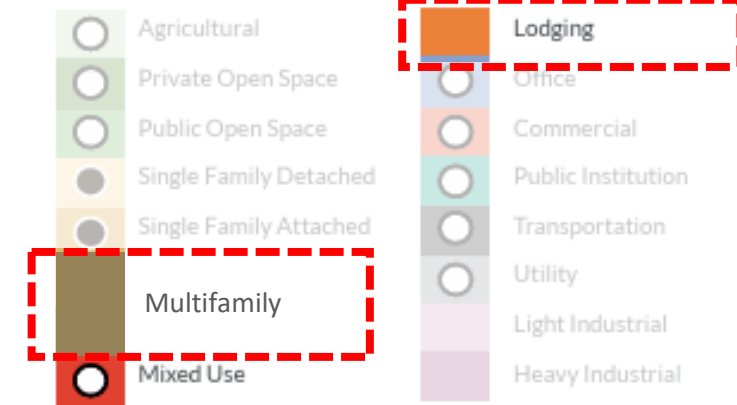 Agricultural
Private Open Space
Public Open Space
Single Family Detached
Single Family Attached
Multifamily
Mixed Use
Lodging
Office
Commercial
Public Institution
Transportation
Utility
Light Industrial
Heavy Industrial